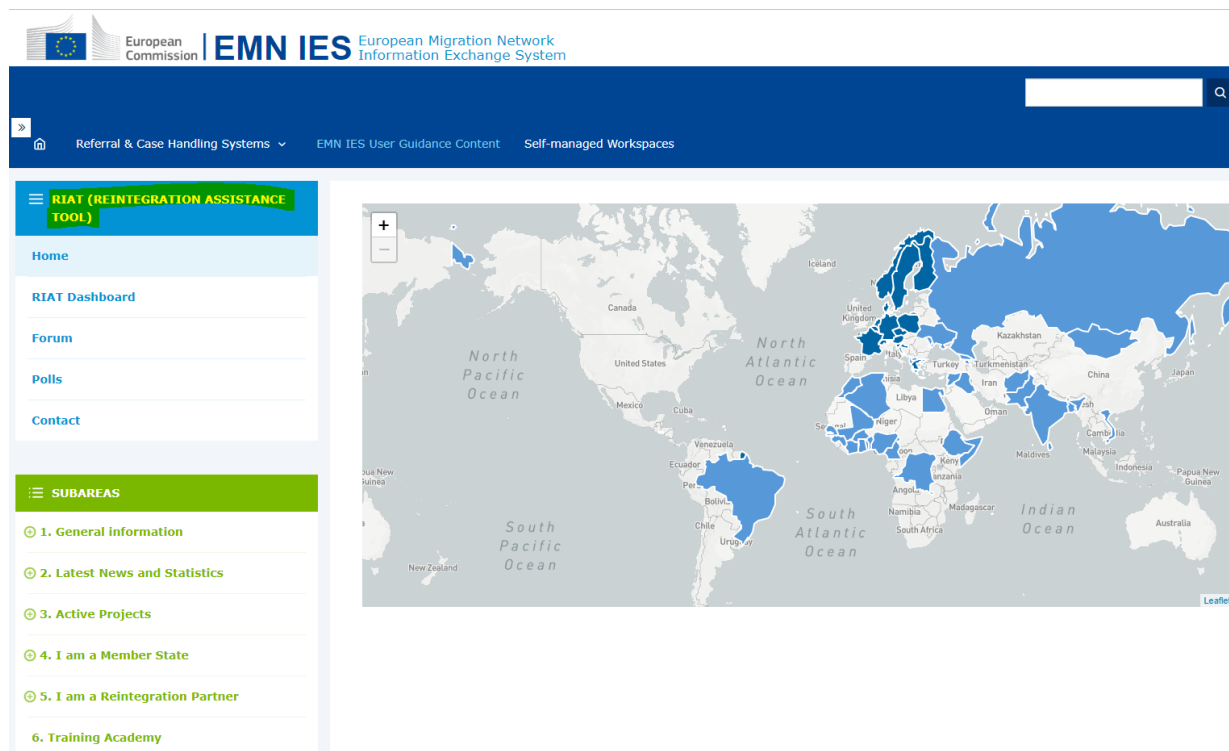 European
Commission
EMN IES
European Migration Network
Information Exchange System
Referral & Case Handling Systems
EMN IES User Guidance Content
Self-managed Workspaces
RIAT (REINTEGRATION ASSISTANCE
TOOL)
Home
RIAT Dashboard
Forum
Polls
Contact
SUBAREAS
1. General information
2. Latest News and Statistics
3. Active Projects
4. I am a Member State
5. I am a Reintegration Partner
6. Training Academy
+
−
Iceland
Canada
United
Kingdom
Kazakhstan
North
Atlantic
Ocean
North
Pacific
Ocean
United States
Spain
Italy
Turkey
Turkmenistan
China
Japan
Iran
Libya
Mexico
Cuba
Oman
Niger
Venezuela
Maldives
Malaysia
Ecuador
Indonesia
Papua New
Guinea
Angola
Namibia
Madagascar
Indian
Ocean
South
Atlantic
Ocean
South Africa
Australia
Chile
South
Pacific
Ocean
New Zealand